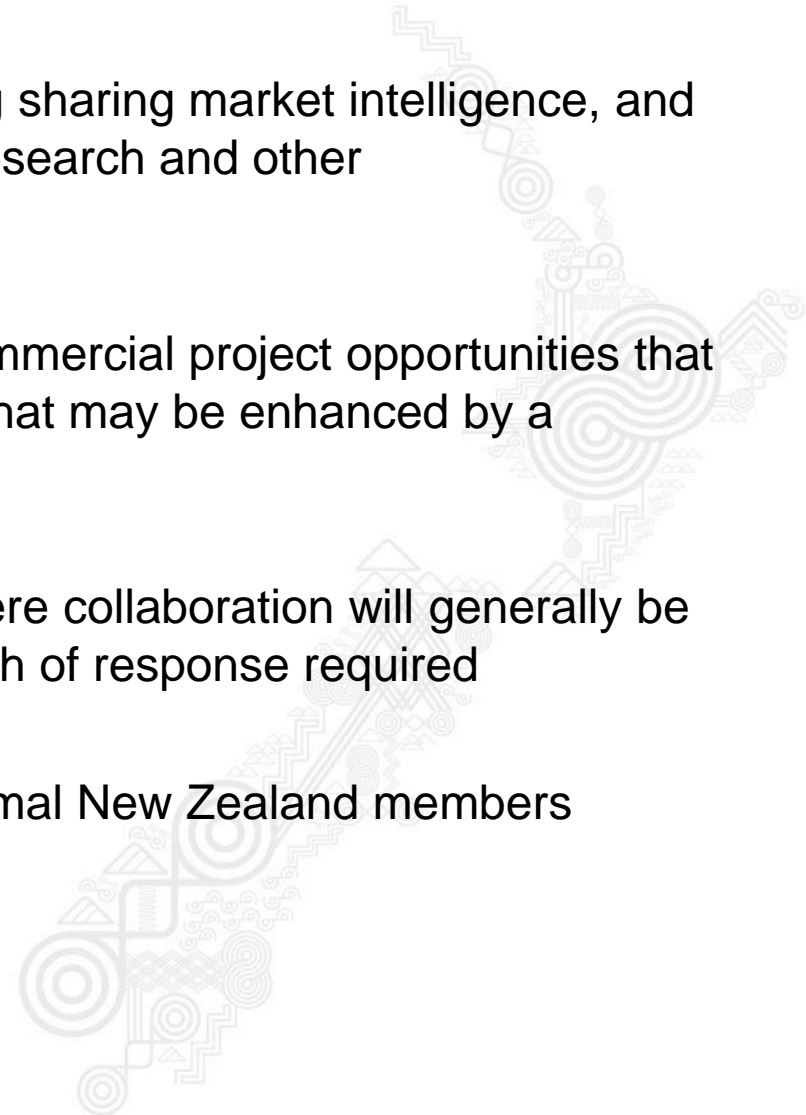 g sharing market intelligence, and
search and other
mmercial project opportunities that
hat may be enhanced by a
ere collaboration will generally be
h of response required
mal New Zealand members